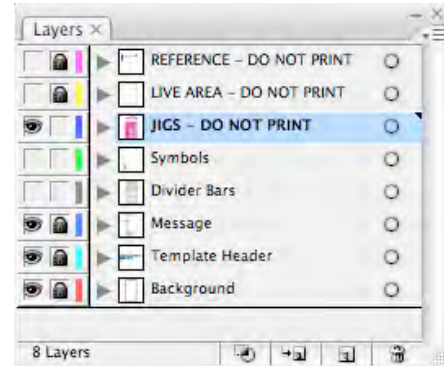 Layers ×
REFERENCE – DO NOT PRINT
LIVE AREA – DO NOT PRINT
JIGS – DO NOT PRINT
Symbols
Divider Bars
Message
Template Header
Background
8 Layers